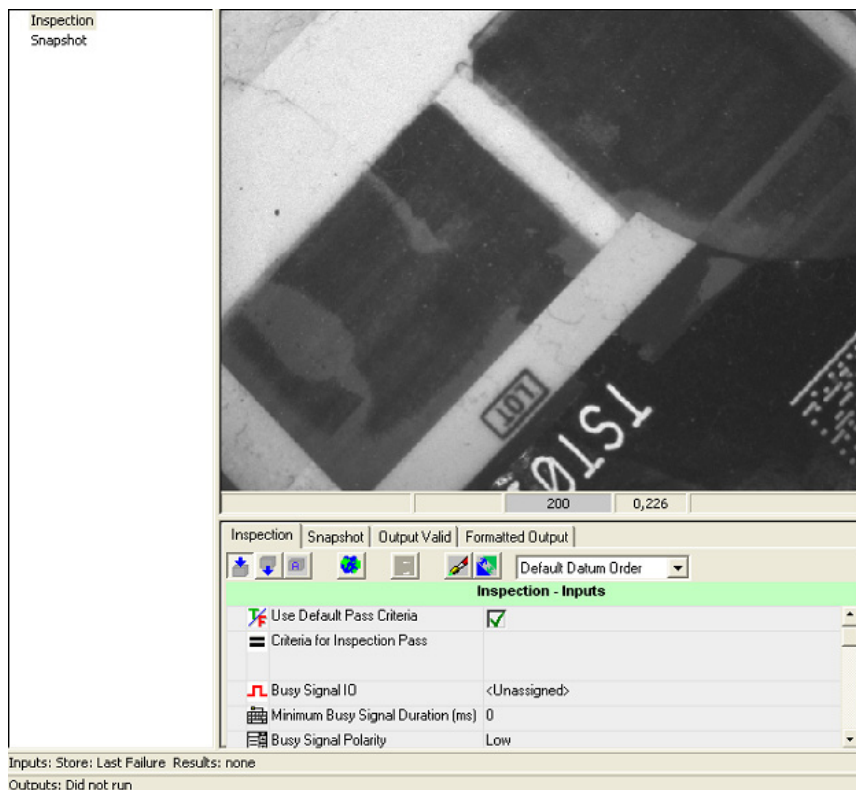 Inspection
Snapshot
LOT
TST0
200 0,226
Inspection Snapshot Output Valid Formatted Output
A Default Datum Order
Inspection - Inputs
T/F Use Default Pass Criteria
Criteria for Inspection Pass
Busy Signal IO <Unassigned>
Minimum Busy Signal Duration (ms) 0
Busy Signal Polarity Low
Inputs: Store: Last Failure Results: none
Outputs: Did not run